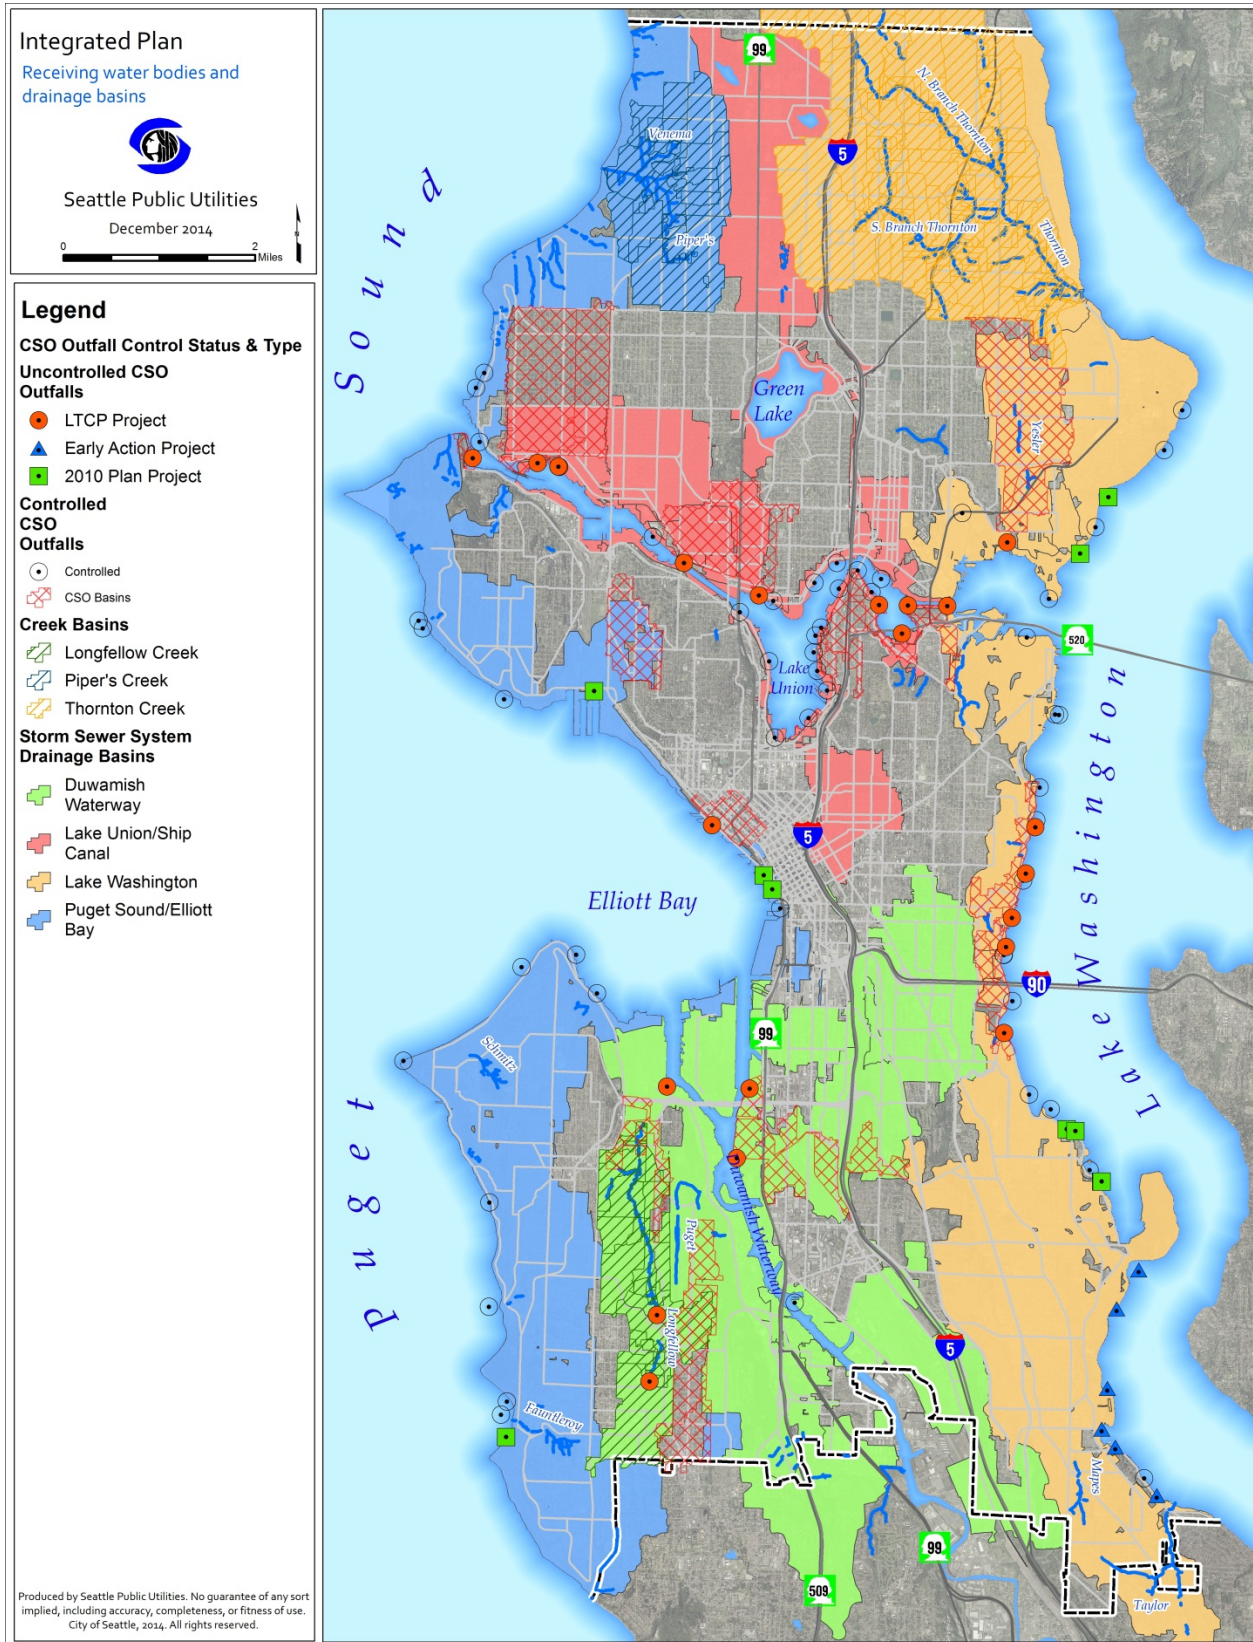 Integrated Plan
Receiving water bodies and
drainage basins
Seattle Public Utilities
December 2014
N
0 2
Miles
Legend
CSO Outfall Control Status & Type
Uncontrolled CSO
Outfalls
LTCP Project
Early Action Project
2010 Plan Project
Controlled
CSO
Outfalls
Controlled
CSO Basins
Creek Basins
Longfellow Creek
Piper's Creek
Thornton Creek
Storm Sewer System
Drainage Basins
Duwamish
Waterway
Lake Union/Ship
Canal
Lake Washington
Puget Sound/Elliott
Bay
Produced by Seattle Public Utilities. No guarantee of any sort
implied, including accuracy, completeness, or fitness of use.
City of Seattle, 2014. All rights reserved.
99
5
N. Branch Thornton
Venema
Piper's
S. Branch Thornton
Thornton
Puget Sound
Green
Lake
Yesler
520
Lake
Union
Lake Washington
5
Elliott Bay
90
99
Schmitz
Duwamish Waterway
Puget
Longfellow
5
Fauntleroy
Mapes
99
509
Taylor